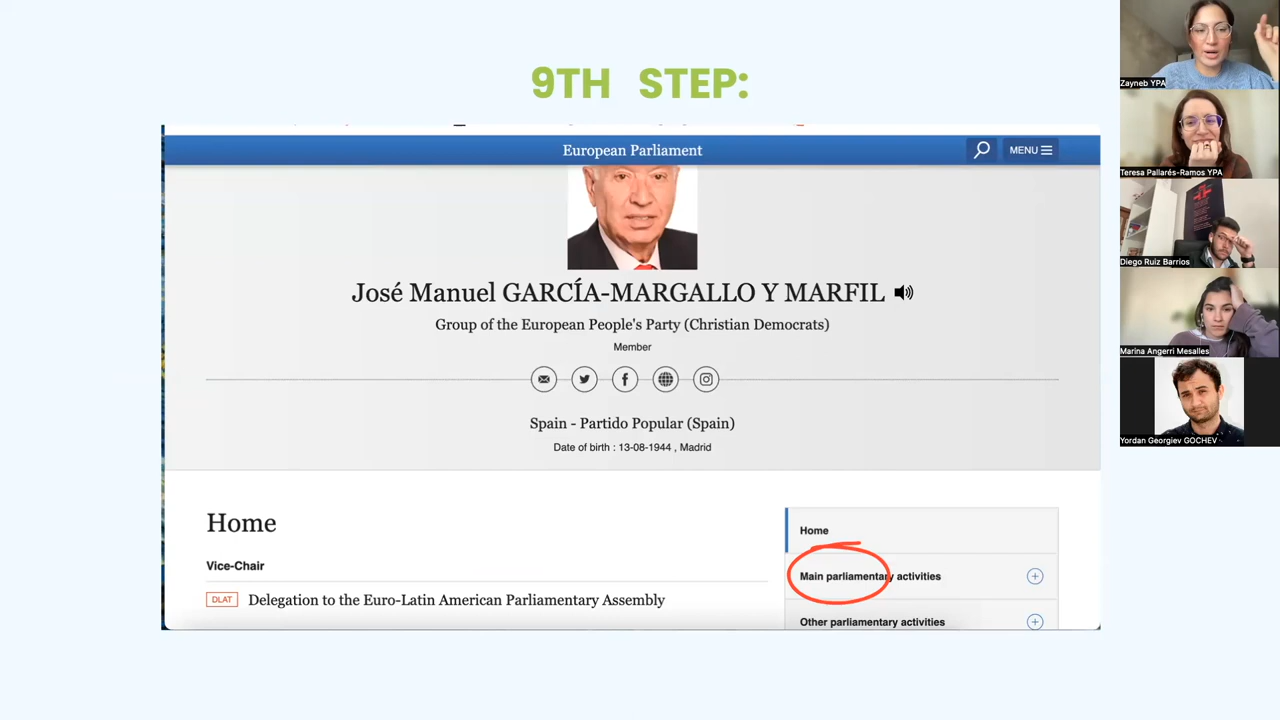 9TH STEP:
European Parliament
MENU
José Manuel GARCÍA-MARGALLO Y MARFIL
Group of the European People's Party (Christian Democrats)
Member
Spain - Partido Popular (Spain)
Date of birth : 13-08-1944 , Madrid
Home
Vice-Chair
DLAT Delegation to the Euro-Latin American Parliamentary Assembly
Home
Main parliamentary activities
Other parliamentary activities
Zayneb YPA
Teresa Pallarés-Ramos YPA
Diego Ruiz Barrios
Marina Angerri Mesalles
Yordan Georgiev GOCHEV